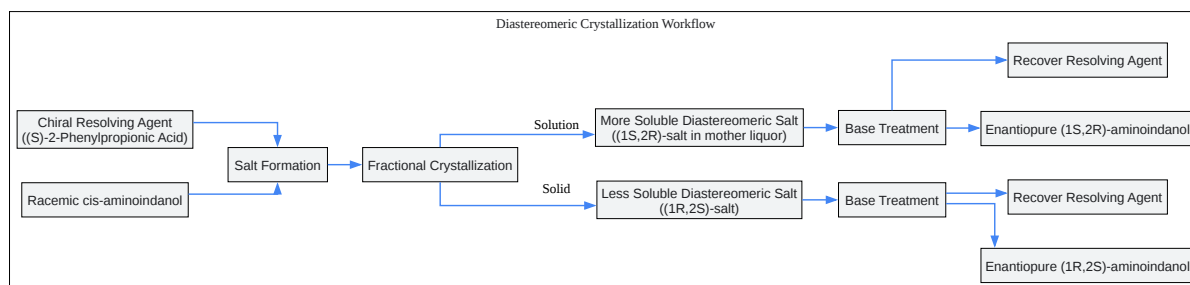 Diastereomeric Crystallization Workflow
Recover Resolving Agent
Chiral Resolving Agent
((S)-2-Phenylpropionic Acid)
Solution
More Soluble Diastereomeric Salt
((1S,2R)-salt in mother liquor)
Base Treatment
Enantiopure (1S,2R)-aminoindanol
Salt Formation
Fractional Crystallization
Racemic cis-aminoindanol
Solid
Less Soluble Diastereomeric Salt
((1R,2S)-salt)
Base Treatment
Recover Resolving Agent
Enantiopure (1R,2S)-aminoindanol